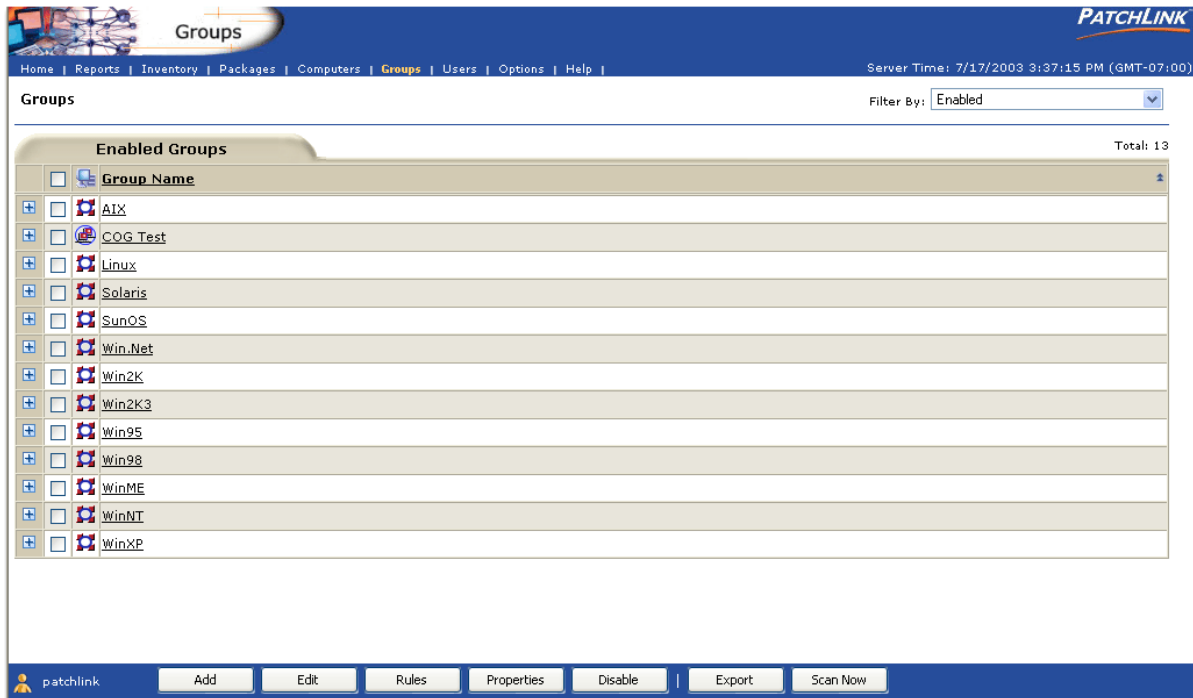 Groups
PATCHLINK
Home | Reports | Inventory | Packages | Computers | Groups | Users | Options | Help |
Server Time: 7/17/2003 3:37:15 PM (GMT-07:00)
Groups
Filter By: Enabled
Enabled Groups
Total: 13
Group Name
AIX
COG Test
Linux
Solaris
SunOS
Win.Net
Win2K
Win2K3
Win95
Win98
WinME
WinNT
WinXP
patchlink
Add
Edit
Rules
Properties
Disable
|
Export
Scan Now